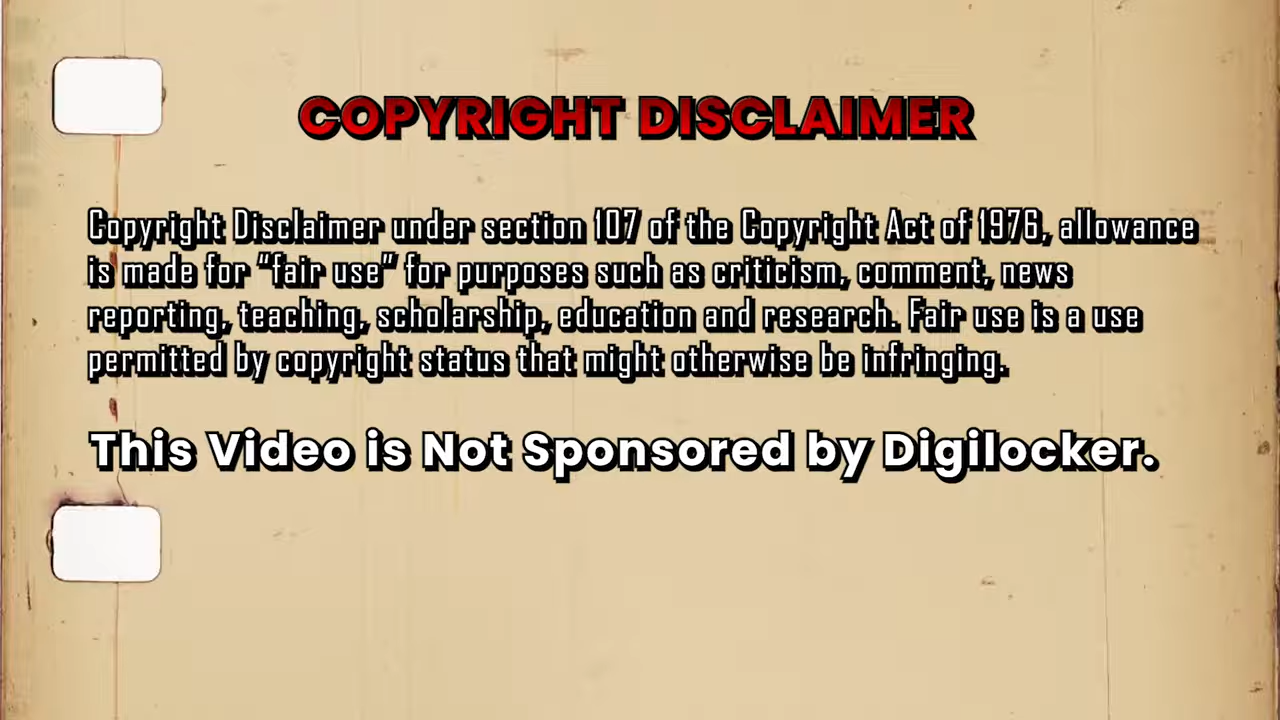 COPYRIGHT DISCLAIMER
Copyright Disclaimer under section 107 of the Copyright Act of 1976, allowance
is made for "fair use" for purposes such as criticism, comment, news
reporting, teaching, scholarship, education and research. Fair use is a use
permitted by copyright status that might otherwise be infringing.
This Video is Not Sponsored by Digilocker.